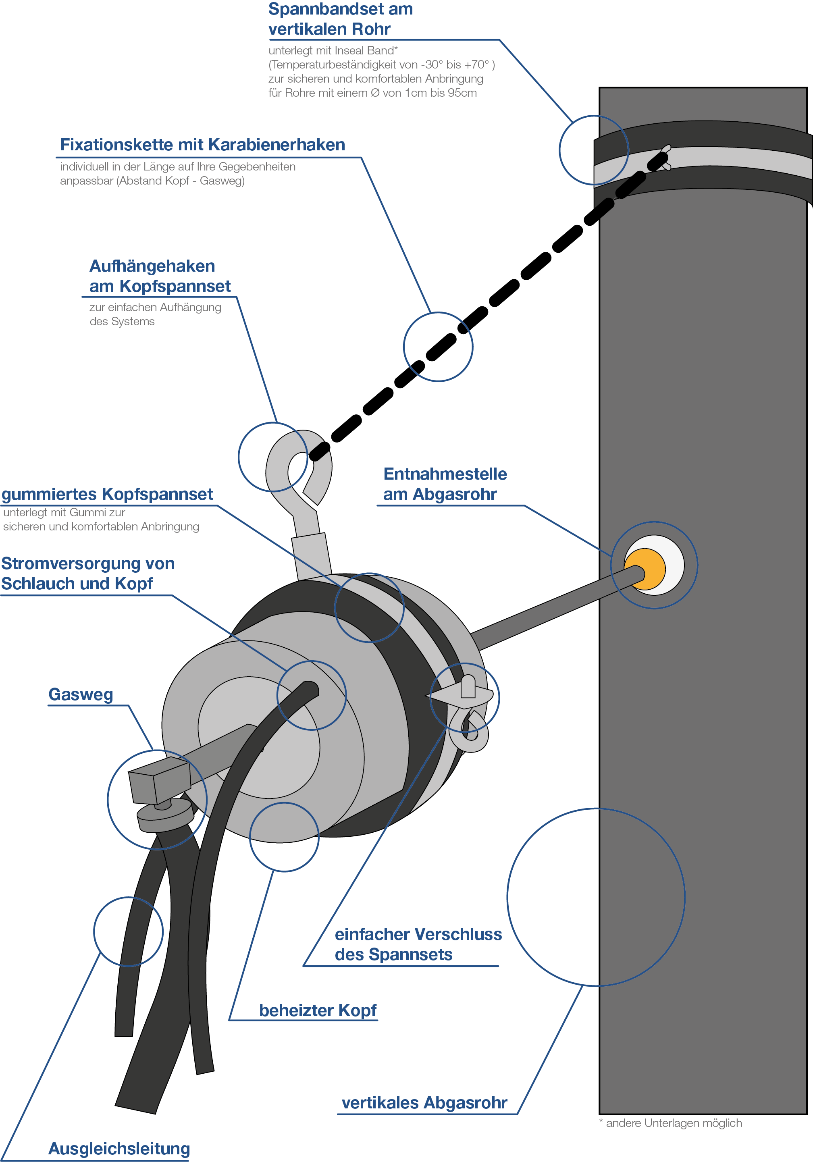 Spannbandset am
vertikalen Rohr
unterlegt mit Inseal Band*
(Temperaturbeständigkeit von -30° bis +70° )
zur sicheren und komfortablen Anbringung
für Rohre mit einem Ø von 1cm bis 95cm
Fixationskette mit Karabienerhaken
individuell in der Länge auf Ihre Gegebenheiten
anpassbar (Abstand Kopf - Gasweg)
Aufhängehaken
am Kopfspannset
zur einfachen Aufhängung
des Systems
Entnahmestelle
am Abgasrohr
gummiertes Kopfspannset
unterlegt mit Gummi zur
sicheren und komfortablen Anbringung
Stromversorgung von
Schlauch und Kopf
Gasweg
einfacher Verschluss
des Spannsets
beheizter Kopf
vertikales Abgasrohr
* andere Unterlagen möglich
Ausgleichsleitung